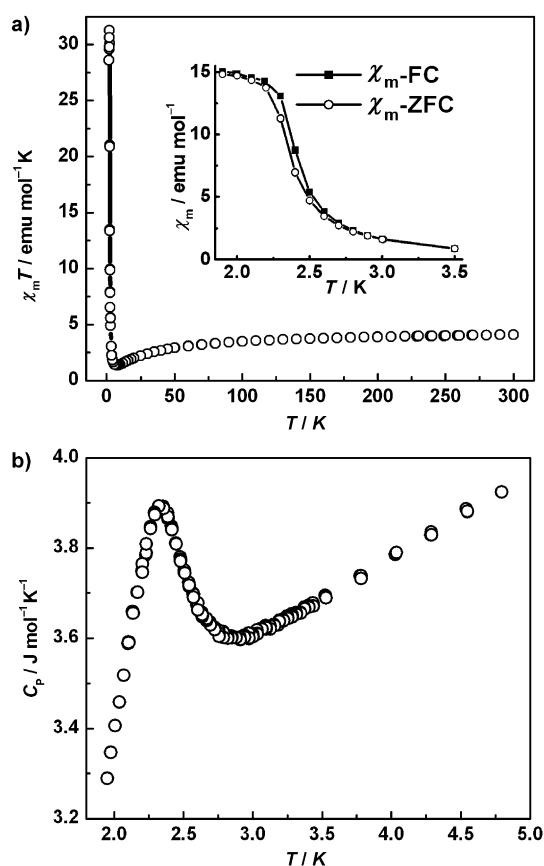 a)
30
25
20
15
10
5
0
χmT / emu mol⁻¹ K
0 50 100 150 200 250 300
T / K
15
10
5
0
χm / emu mol⁻¹
χm-FC
χm-ZFC
2.0 2.5 3.0 3.5
T / K
b)
4.0
3.8
3.6
3.4
3.2
CP / J mol⁻¹ K⁻¹
2.0 2.5 3.0 3.5 4.0 4.5 5.0
T / K